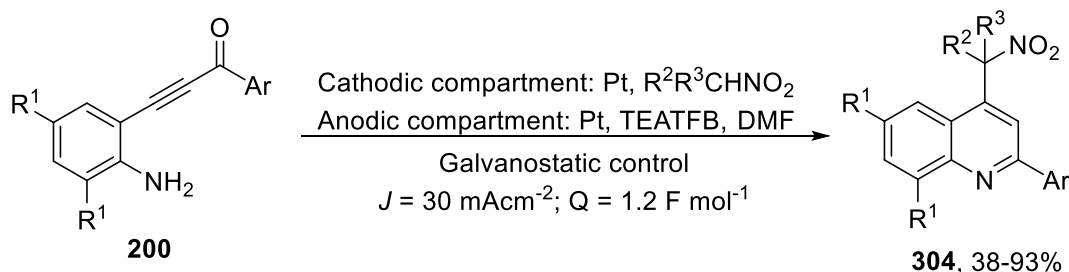 O
Ar
R¹
NH₂
R¹
200
Cathodic compartment: Pt, R²R³CHNO₂
Anodic compartment: Pt, TEATFB, DMF
Galvanostatic control
J = 30 mAcm⁻²; Q = 1.2 F mol⁻¹
R² R³ NO₂
R¹
N
Ar
R¹
304, 38-93%